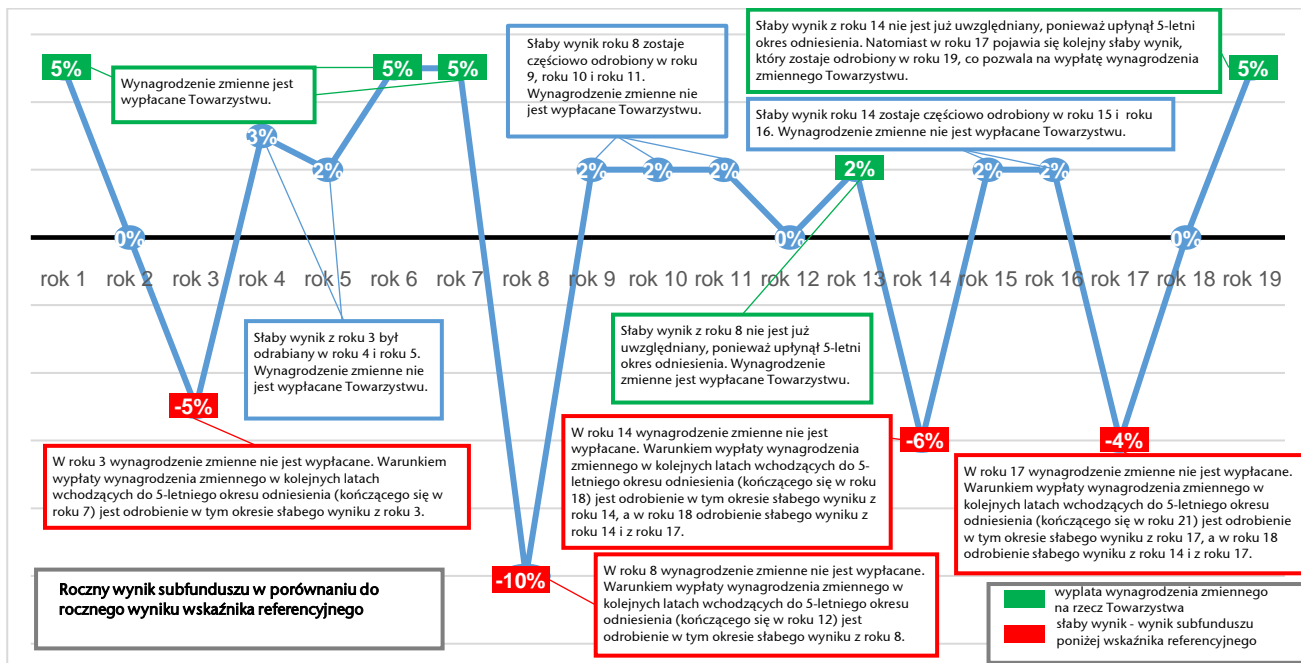 5%
Wynagrodzenie zmienne jest
wypłacane Towarzystwu.
5%
5%
Słaby wynik roku 8 zostaje
częściowo odrobiony w roku
9, roku 10 i roku 11.
Wynagrodzenie zmienne nie
jest wypłacane Towarzystwu.
Słaby wynik z roku 14 nie jest już uwzględniany, ponieważ upłynął 5-letni
okres odniesienia. Natomiast w roku 17 pojawia się kolejny słaby wynik,
który zostaje odrobiony w roku 19, co pozwala na wypłatę wynagrodzenia
zmiennego Towarzystwu.
5%
Słaby wynik roku 14 zostaje częściowo odrobiony w roku 15 i roku
16. Wynagrodzenie zmienne nie jest wypłacane Towarzystwu.
0%
3%
2%
2%
2%
2%
0%
2%
2%
2%
0%
rok 1
rok 2
rok 3
rok 4
rok 5
rok 6
rok 7
rok 8
rok 9
rok 10
rok 11
rok 12
rok 13
rok 14
rok 15
rok 16
rok 17
rok 18
rok 19
Słaby wynik z roku 3 był
odrabiany w roku 4 i roku 5.
Wynagrodzenie zmienne nie
jest wypłacane Towarzystwu.
Słaby wynik z roku 8 nie jest już
uwzględniany, ponieważ upłynął 5-letni
okres odniesienia. Wynagrodzenie
zmienne jest wypłacane Towarzystwu.
-5%
-10%
-6%
-4%
W roku 3 wynagrodzenie zmienne nie jest wypłacane. Warunkiem
wypłaty wynagrodzenia zmiennego w kolejnych latach
wchodzących do 5-letniego okresu odniesienia (kończącego się w
roku 7) jest odrobienie w tym okresie słabego wyniku z roku 3.
W roku 14 wynagrodzenie zmienne nie jest
wypłacane. Warunkiem wypłaty wynagrodzenia
zmiennego w kolejnych latach wchodzących do 5-
letniego okresu odniesienia (kończącego się w roku
18) jest odrobienie w tym okresie słabego wyniku z
roku 14, a w roku 18 odrobienie słabego wyniku z
roku 14 i z roku 17.
W roku 17 wynagrodzenie zmienne nie jest wypłacane.
Warunkiem wypłaty wynagrodzenia zmiennego w
kolejnych latach wchodzących do 5-letniego okresu
odniesienia (kończącego się w roku 21) jest odrobienie
w tym okresie słabego wyniku z roku 17, a w roku 18
odrobienie słabego wyniku z roku 14 i z roku 17.
W roku 8 wynagrodzenie zmienne nie jest wypłacane.
Warunkiem wypłaty wynagrodzenia zmiennego w
kolejnych latach wchodzących do 5-letniego okresu
odniesienia (kończącego się w roku 12) jest
odrobienie w tym okresie słabego wyniku z roku 8.
Roczny wynik subfunduszu w porównaniu do
rocznego wyniku wskaźnika referencyjnego
wypłata wynagrodzenia zmiennego
na rzecz Towarzystwa
słaby wynik - wynik subfunduszu
poniżej wskaźnika referencyjnego